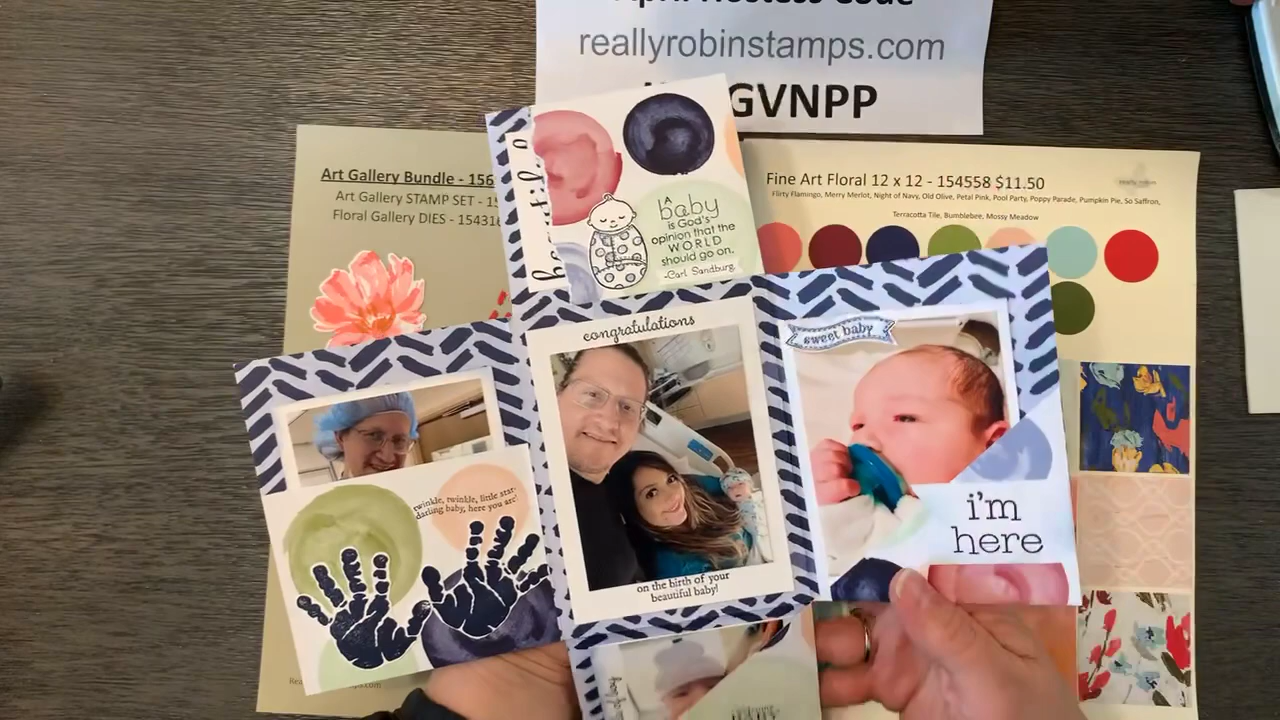 reallyrobinstamps.com
GVNPP
Art Gallery Bundle - 156
Art Gallery STAMP SET - 15
Floral Gallery DIES - 15431
Fine Art Floral 12 x 12 - 154558 $11.50
Flirty Flamingo, Merry Merlot, Night of Navy, Old Olive, Petal Pink, Pool Party, Poppy Parade, Pumpkin Pie, So Saffron,
Terracotta Tile, Bumblebee, Mossy Meadow
A
baby
is God's
opinion that the
WORLD
should go on.
-Carl Sandburg
congratulations
on the birth of your
beautiful baby!
sweet baby
i'm
here
twinkle, twinkle, little star
darling baby, here you are!